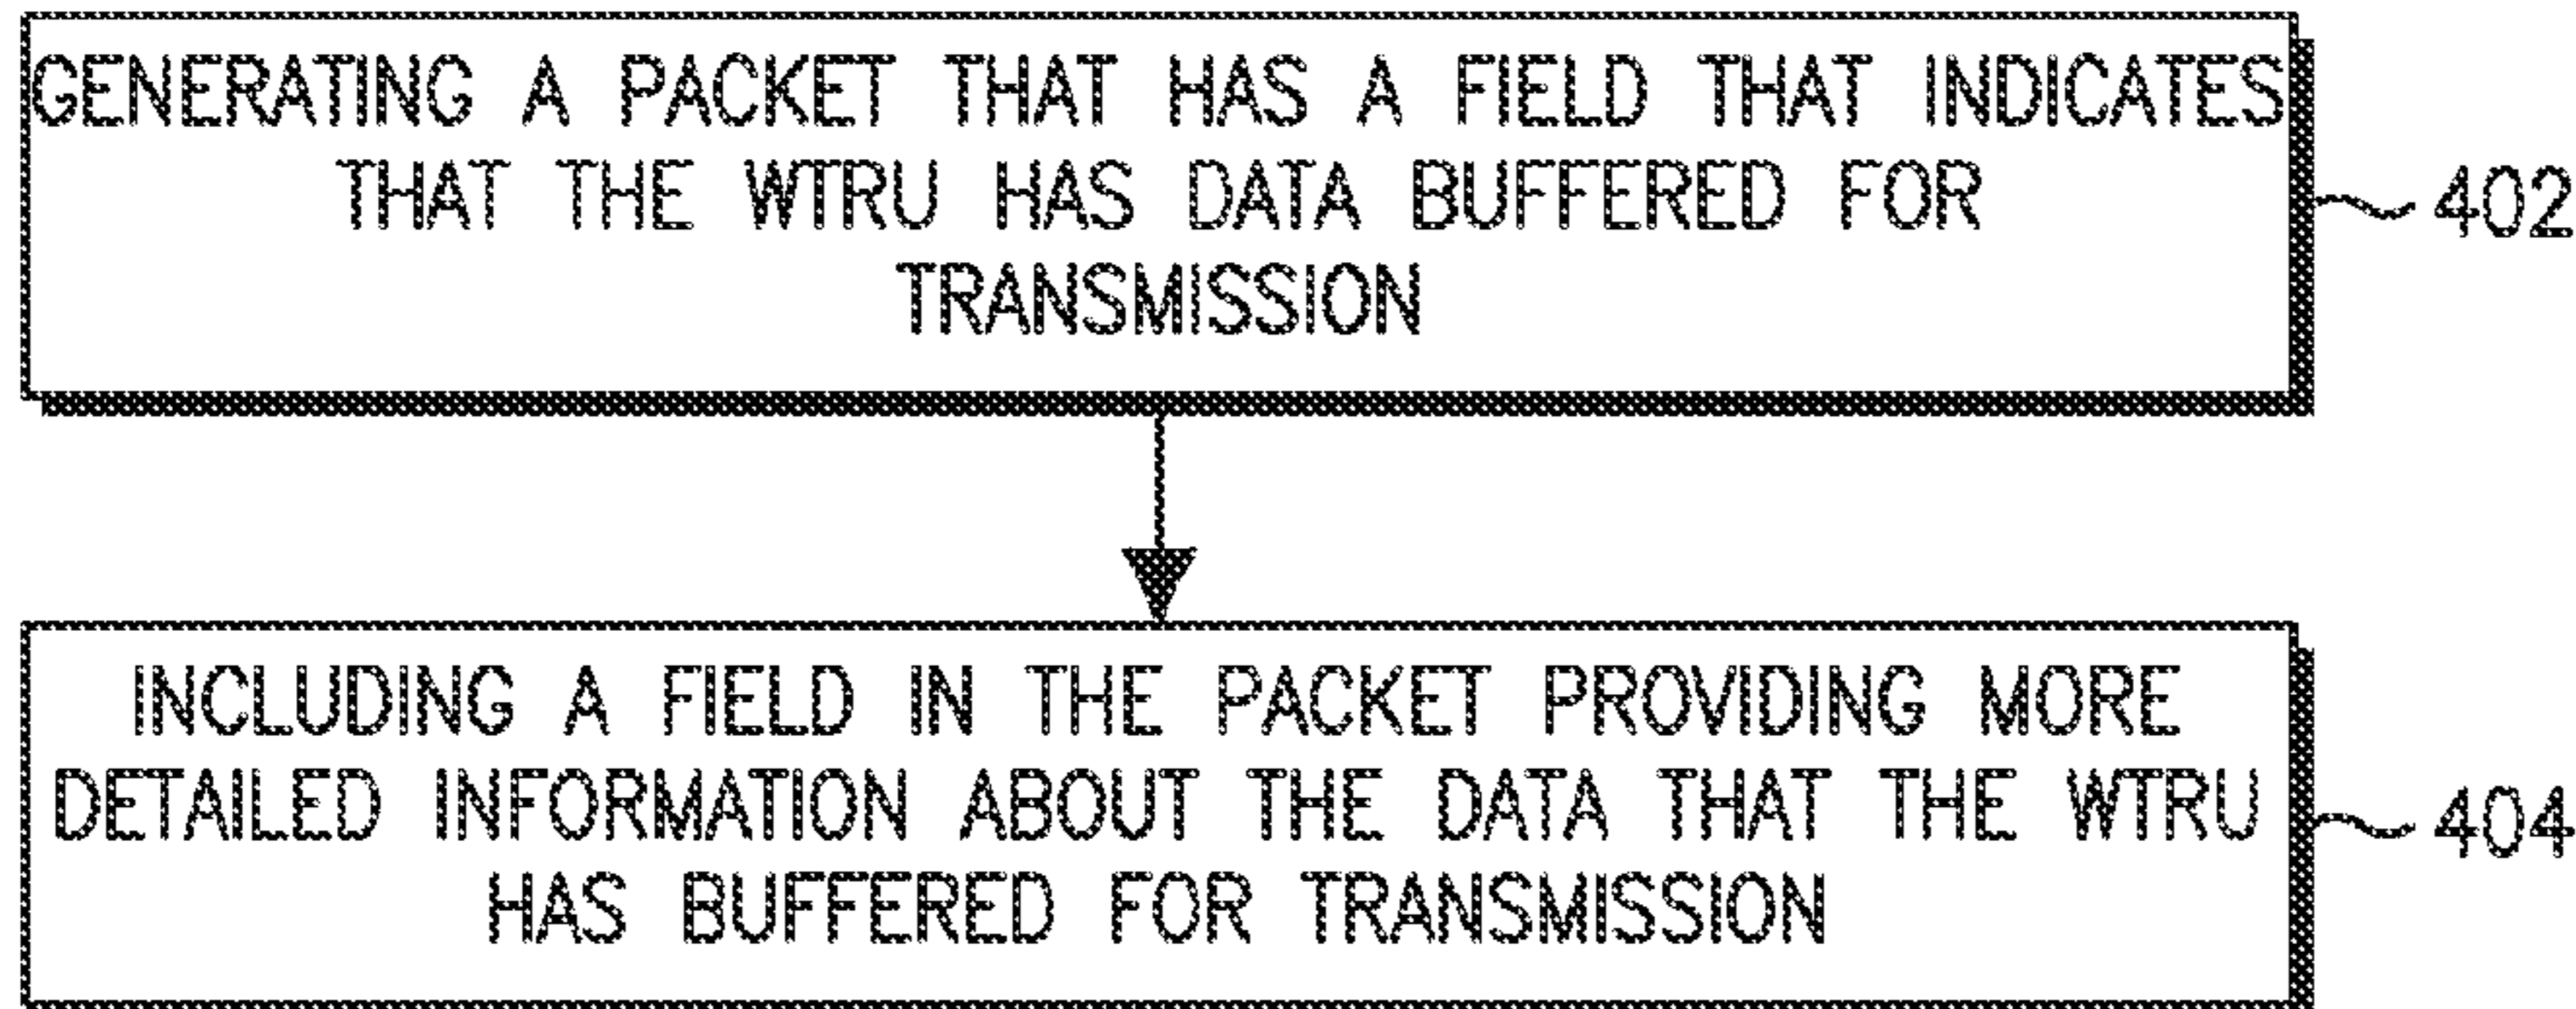 GENERATING A PACKET THAT HAS A FIELD THAT INDICATES
THAT THE WTRU HAS DATA BUFFERED FOR
TRANSMISSION
402
INCLUDING A FIELD IN THE PACKET PROVIDING MORE
DETAILED INFORMATION ABOUT THE DATA THAT THE WTRU
HAS BUFFERED FOR TRANSMISSION
404